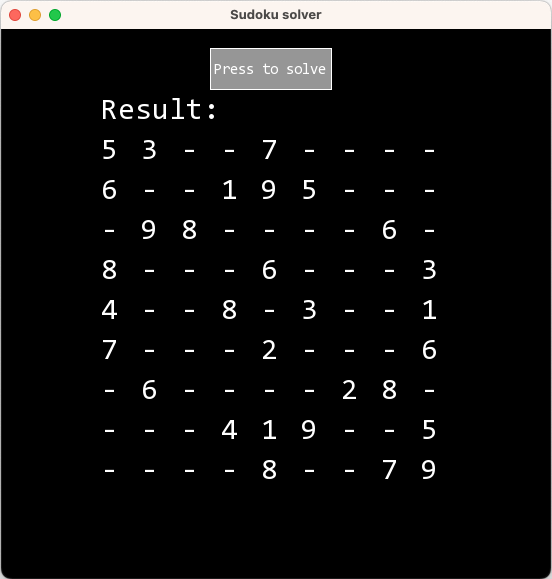 Sudoku solver
Press to solve
Result:
5 3 - - 7 - - - -
6 - - 1 9 5 - - -
- 9 8 - - - - 6 -
8 - - - 6 - - - 3
4 - - 8 - 3 - - 1
7 - - - 2 - - - 6
- 6 - - - - 2 8 -
- - - 4 1 9 - - 5
- - - - 8 - - 7 9